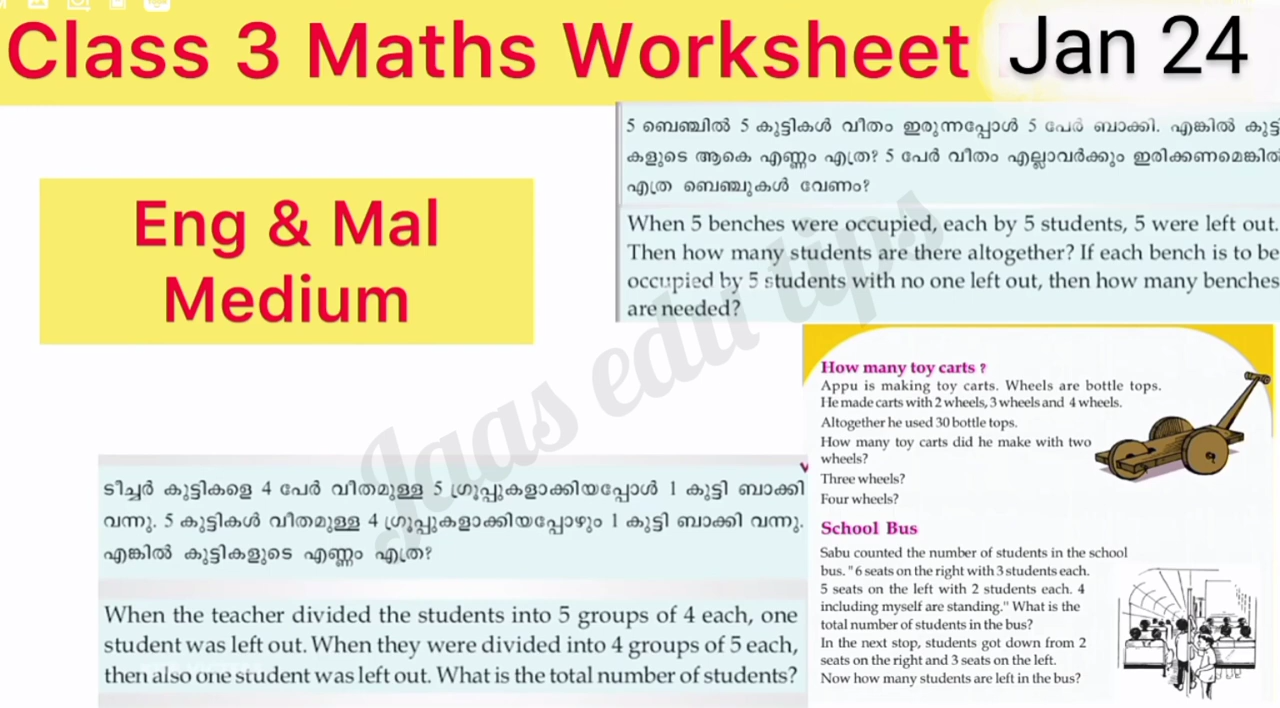 Class 3 Maths Worksheet
Jan 24
Eng & Mal
Medium
5 ബെഞ്ചിൽ 5 കുട്ടികൾ വീതം ഇരുന്നപ്പോൾ 5 പേർ ബാക്കി. എങ്കിൽ കുട്ടി
കളുടെ ആകെ എണ്ണം എത്ര? 5 പേർ വീതം എല്ലാവർക്കും ഇരിക്കണമെങ്കിൽ
എത്ര ബെഞ്ചുകൾ വേണം?
When 5 benches were occupied, each by 5 students, 5 were left out.
Then how many students are there altogether? If each bench is to be
occupied by 5 students with no one left out, then how many benches
are needed?
How many toy carts ?
Appu is making toy carts. Wheels are bottle tops.
He made carts with 2 wheels, 3 wheels and 4 wheels.
Altogether he used 30 bottle tops.
How many toy carts did he make with two
wheels?
Three wheels?
Four wheels?
School Bus
Sabu counted the number of students in the school
bus. " 6 seats on the right with 3 students each.
5 seats on the left with 2 students each. 4
including myself are standing." What is the
total number of students in the bus?
In the next stop, students got down from 2
seats on the right and 3 seats on the left.
Now how many students are left in the bus?
ടീച്ചർ കുട്ടികളെ 4 പേർ വീതമുള്ള 5 ഗ്രൂപ്പുകളാക്കിയപ്പോൾ 1 കുട്ടി ബാക്കി
വന്നു. 5 കുട്ടികൾ വീതമുള്ള 4 ഗ്രൂപ്പുകളാക്കിയപ്പോഴും 1 കുട്ടി ബാക്കി വന്നു.
എങ്കിൽ കുട്ടികളുടെ എണ്ണം എത്ര?
When the teacher divided the students into 5 groups of 4 each, one
student was left out. When they were divided into 4 groups of 5 each,
then also one student was left out. What is the total number of students?
Jaas edu tips